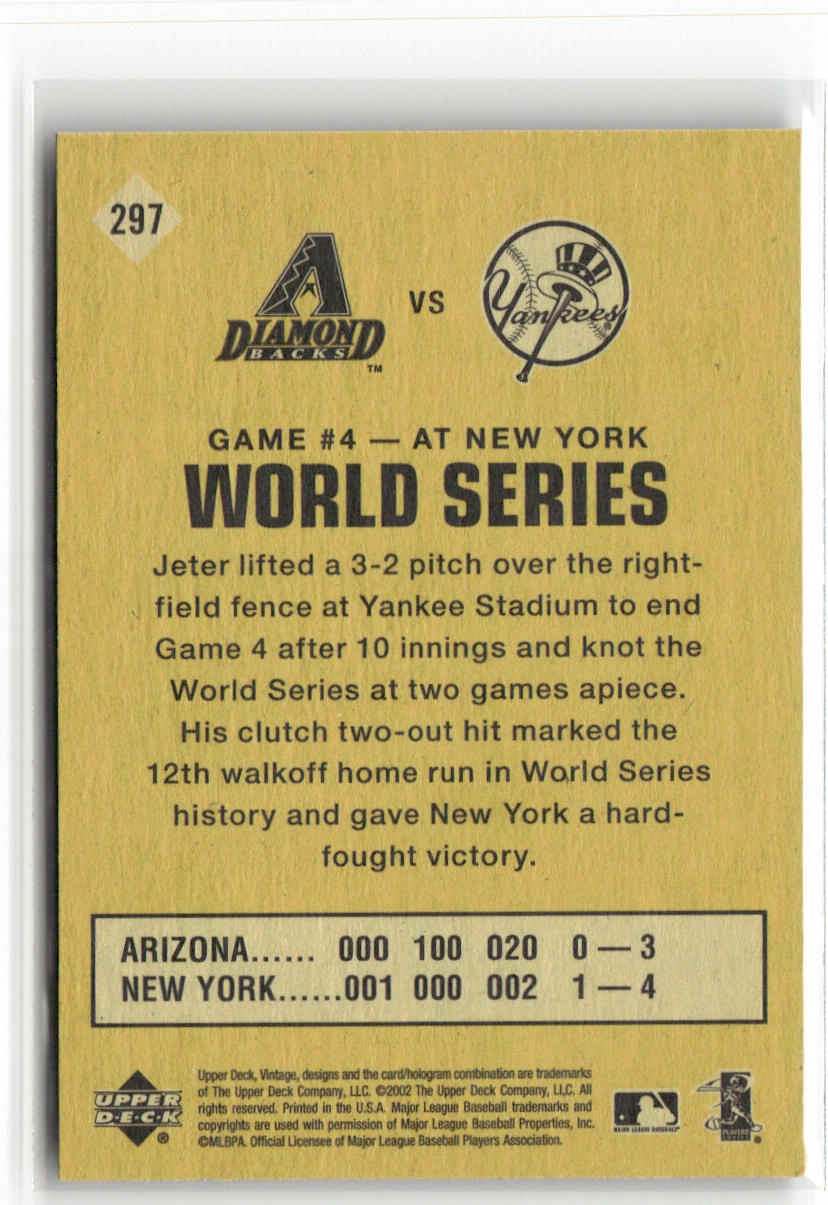 297
DIAMOND
BACKS
TM
VS
Yankees
GAME #4 — AT NEW YORK
WORLD SERIES
Jeter lifted a 3-2 pitch over the right-
field fence at Yankee Stadium to end
Game 4 after 10 innings and knot the
World Series at two games apiece.
His clutch two-out hit marked the
12th walkoff home run in World Series
history and gave New York a hard-
fought victory.
ARIZONA...... 000 100 020 0 — 3
NEW YORK......001 000 002 1 — 4
Upper Deck, Vintage, designs and the card/hologram combination are trademarks
of The Upper Deck Company, LLC. ©2002 The Upper Deck Company, LLC. All
rights reserved. Printed in the U.S.A. Major League Baseball trademarks and
copyrights are used with permission of Major League Baseball Properties, Inc.
©MLBPA. Official Licensee of Major League Baseball Players Association.
UPPER
D·E·C·K
®
MAJOR LEAGUE BASEBALL
PLAYERS
CHOICE